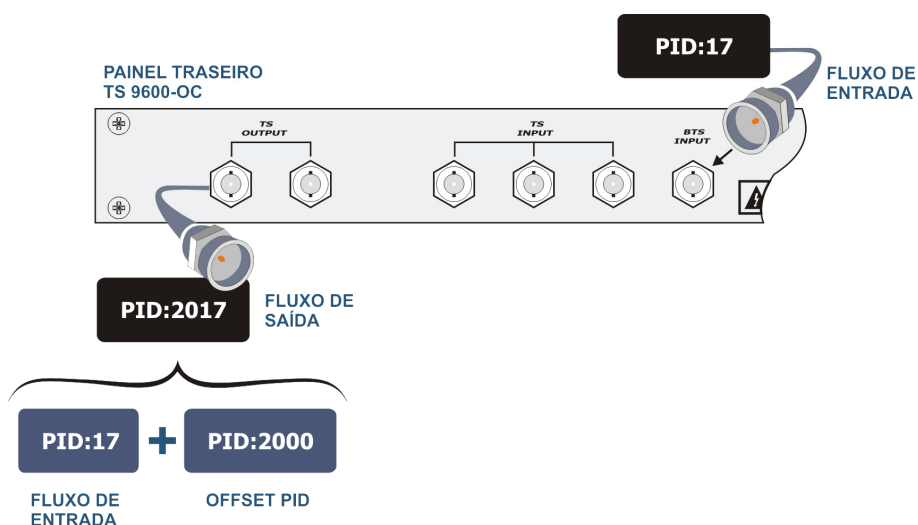 PID:17
FLUXO DE
ENTRADA
PAINEL TRASEIRO
TS 9600-OC
TS
OUTPUT
TS
INPUT
BTS
INPUT
PID:2017
FLUXO DE
SAÍDA
PID:17
+
PID:2000
FLUXO DE
ENTRADA
OFFSET PID